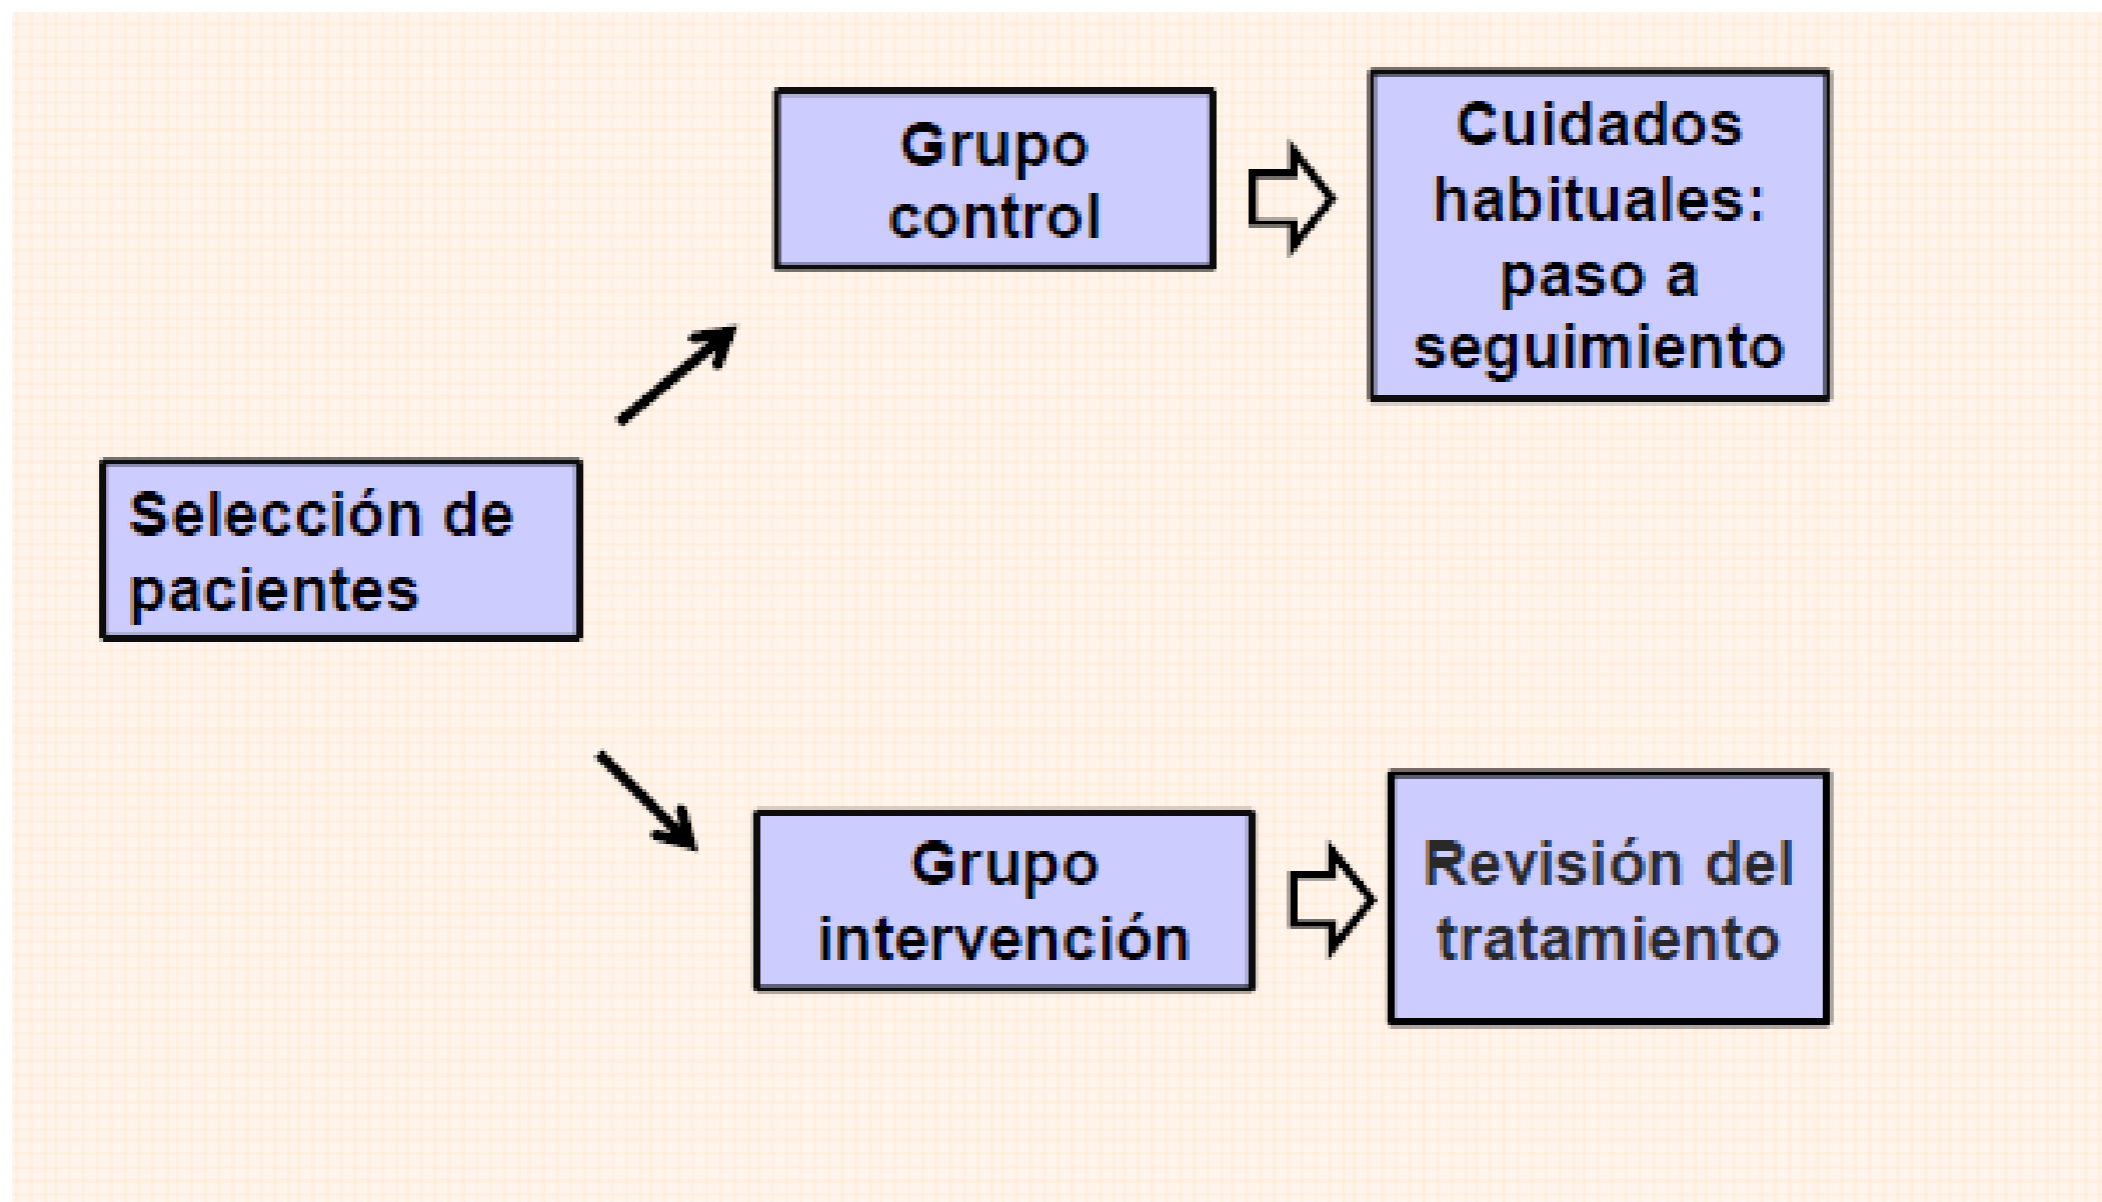 Grupo
control
Cuidados
habituales:
paso a
seguimiento
Selección de
pacientes
Grupo
intervención
Revisión del
tratamiento